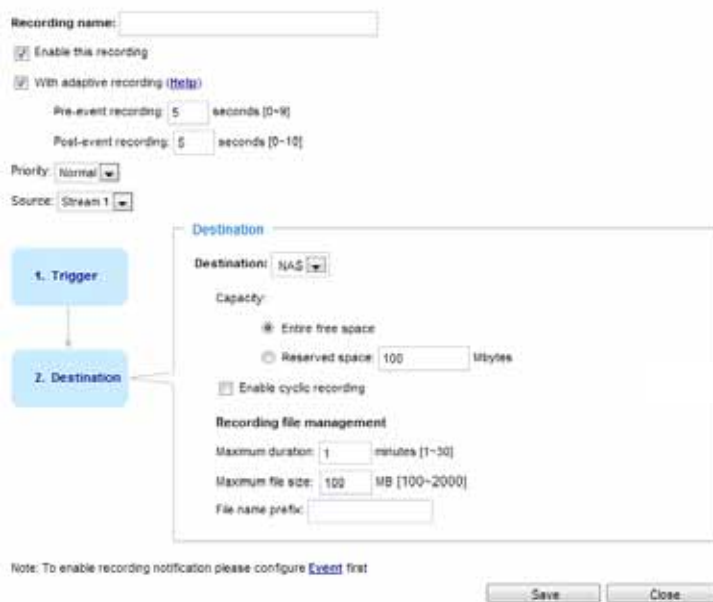 Recording name:
Enable this recording
With adaptive recording (Help)
Pre-event recording: 5 seconds [0~9]
Post-event recording: 5 seconds [0~10]
Priority: Normal
Source: Stream 1
Destination
1. Trigger
Destination: NAS
Capacity:
Entire free space
Reserved space: 100 Mbytes
2. Destination
Enable cyclic recording
Recording file management
Maximum duration: 1 minutes [1~30]
Maximum file size: 100 MB [100~2000]
File name prefix:
Note: To enable recording notification please configure Event first
Save Close